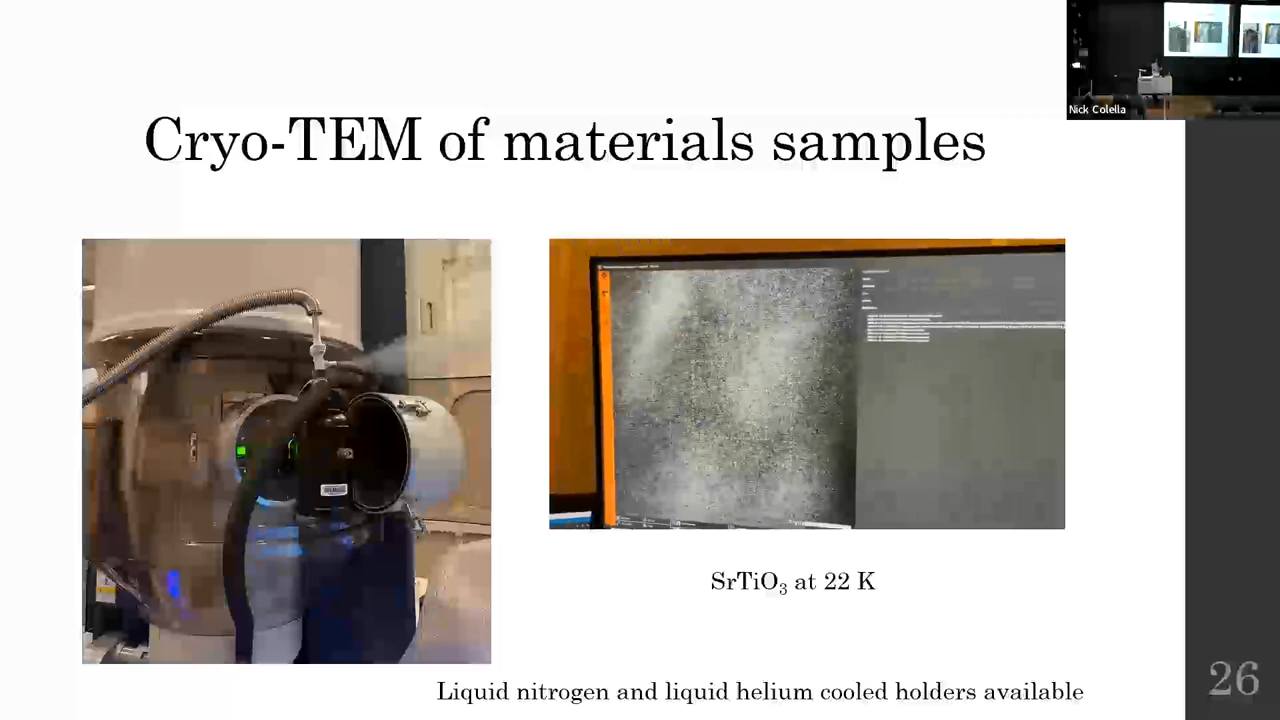 Nick Colella
Cryo-TEM of materials samples
SrTiO₃ at 22 K
Liquid nitrogen and liquid helium cooled holders available
26